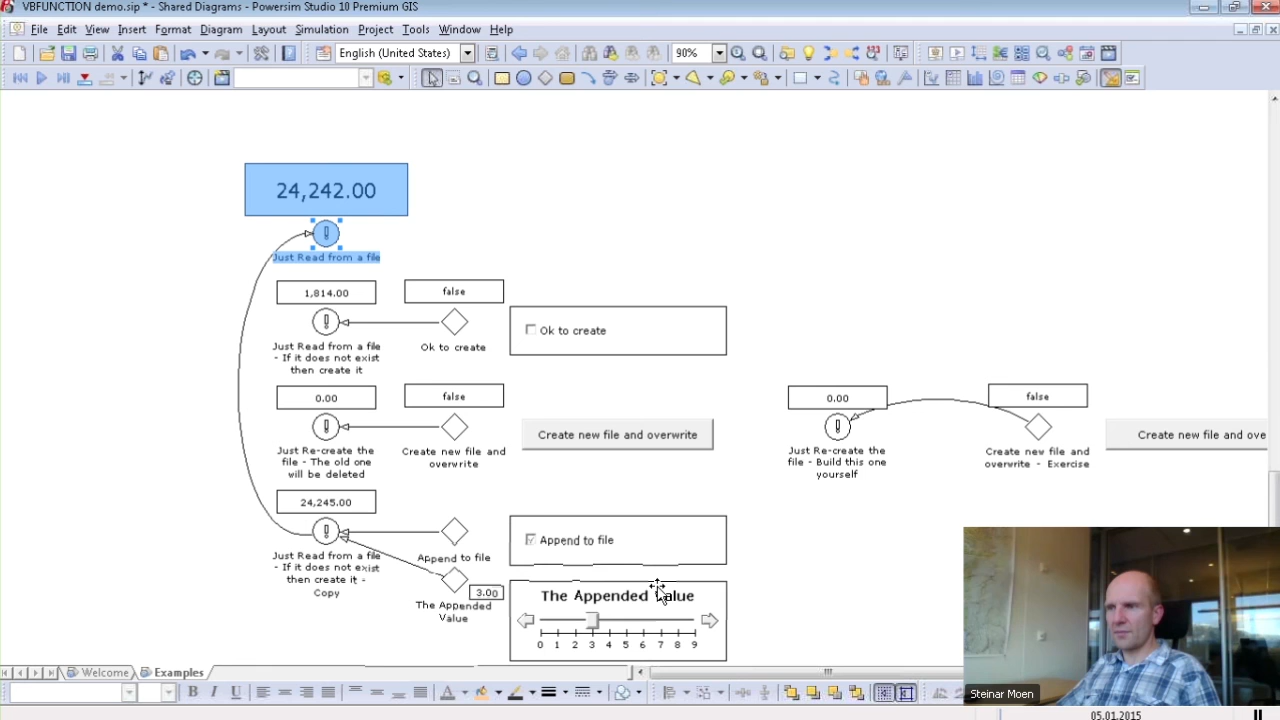 VBFUNCTION demo.sip * - Shared Diagrams - Powersim Studio 10 Premium GIS
File Edit View Insert Format Diagram Layout Simulation Project Tools Window Help
English (United States) 90%
24,242.00
Just Read from a file
1,814.00 false
Ok to create
Just Read from a file
- If it does not exist
then create it
Ok to create
0.00 false
0.00 false
Create new file and overwrite
Create new file and ove
Just Re-create the
file - The old one
will be deleted
Create new file and
overwrite
Just Re-create the
file - Build this one
yourself
Create new file and
overwrite - Exercise
24,245.00
Append to file
Just Read from a file
- If it does not exist
then create it -
Copy
Append to file
3.00
The Appended
Value
The Appended Value
0 1 2 3 4 5 6 7 8 9
Welcome Examples
B I U
Steinar Moen
05.01.2015